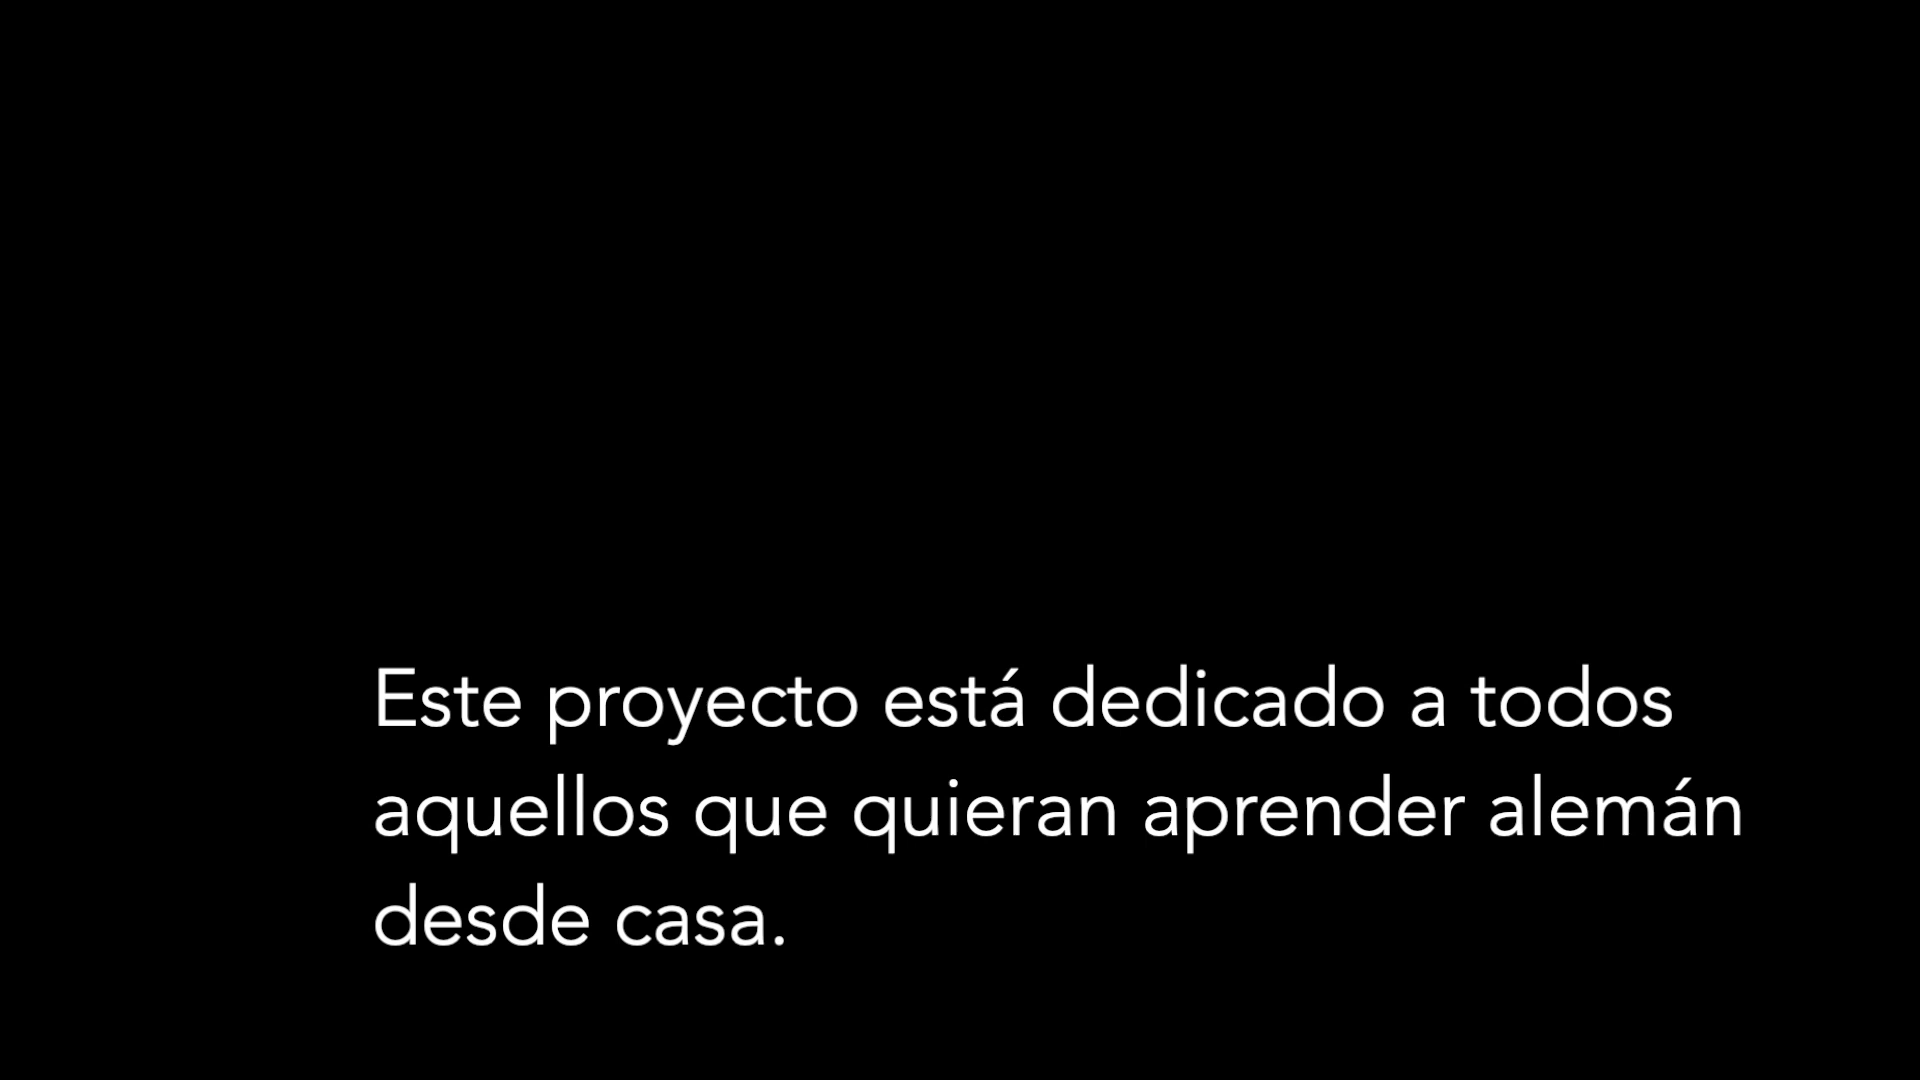 Este proyecto está dedicado a todos
aquellos que quieran aprender alemán
desde casa.